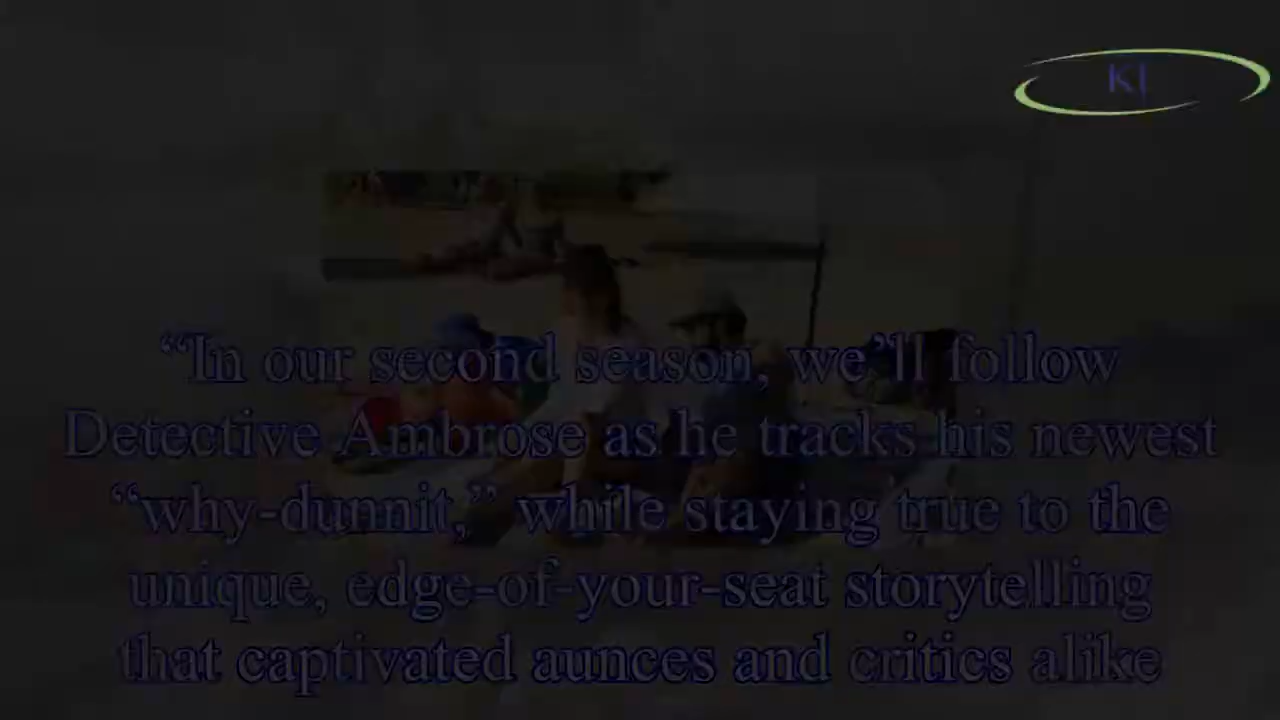 KI
“In our second season, we’ll follow
Detective Ambrose as he tracks his newest
“why-dunnit,” while staying true to the
unique, edge-of-your-seat storytelling
that captivated aunces and critics alike